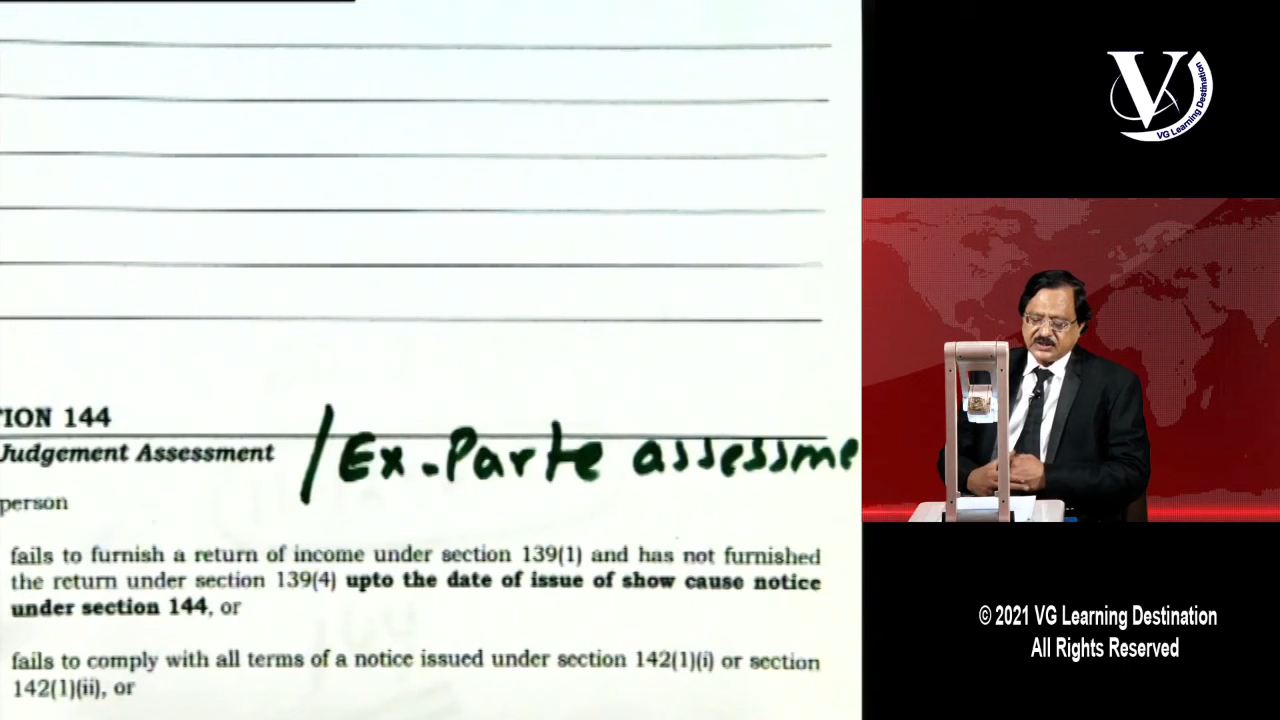 TION 144
Judgement Assessment / Ex-Parte assessme
person
fails to furnish a return of income under section 139(1) and has not furnished
the return under section 139(4) upto the date of issue of show cause notice
under section 144, or
fails to comply with all terms of a notice issued under section 142(1)(i) or section
142(1)(ii), or
V
VG Learning Destination
© 2021 VG Learning Destination
All Rights Reserved